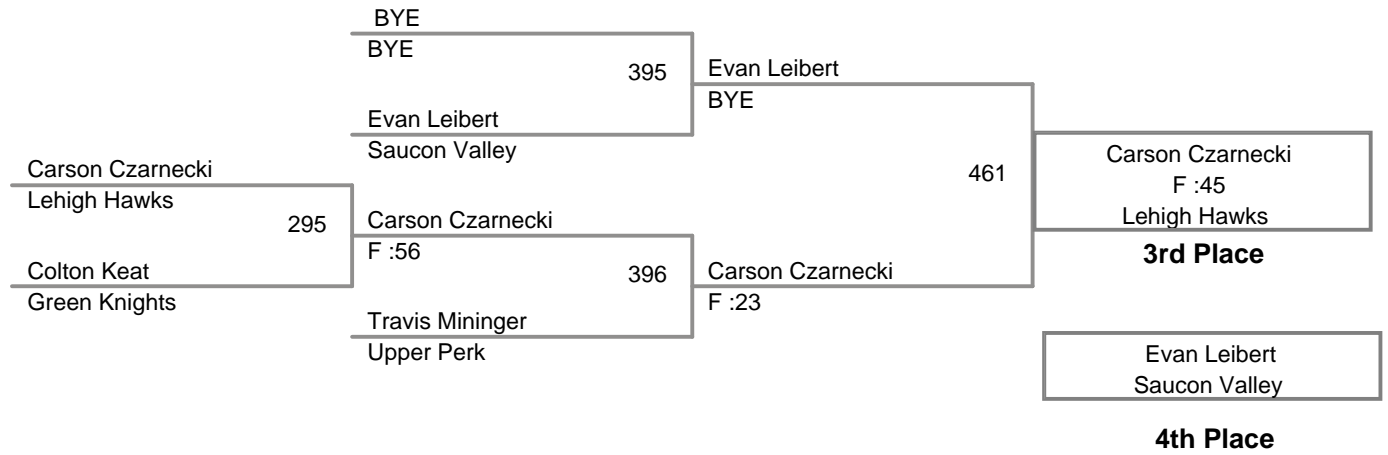 BYE
BYE
395
Evan Leibert
BYE
Evan Leibert
Saucon Valley
Carson Czarnecki
Lehigh Hawks
295
Carson Czarnecki
F :56
461
Carson Czarnecki
F :45
Lehigh Hawks
3rd Place
Colton Keat
Green Knights
396
Carson Czarnecki
F :23
Travis Mininger
Upper Perk
Evan Leibert
Saucon Valley
4th Place